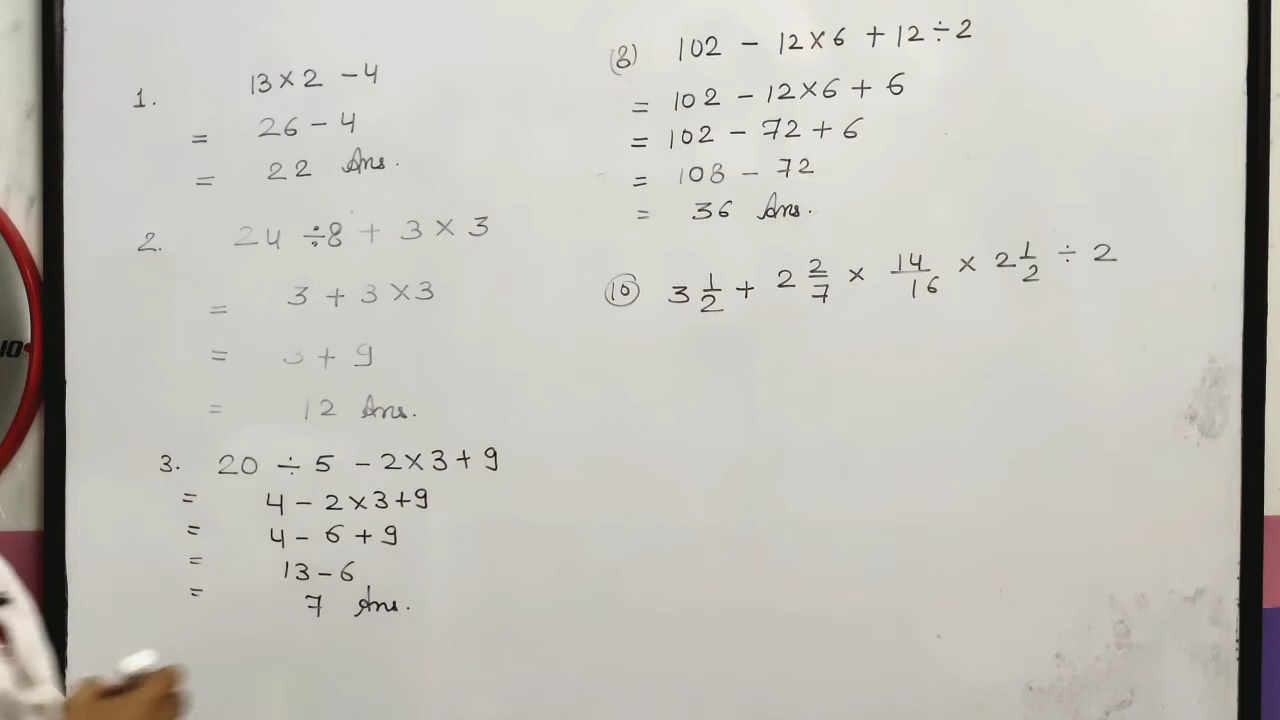 1. 13 × 2 - 4
= 26 - 4
= 22 Ans.
2. 24 ÷ 8 + 3 × 3
= 3 + 3 × 3
= 3 + 9
= 12 Ans.
3. 20 ÷ 5 - 2 × 3 + 9
= 4 - 2 × 3 + 9
= 4 - 6 + 9
= 13 - 6
= 7 Ans.
(8) 102 - 12 × 6 + 12 ÷ 2
= 102 - 12 × 6 + 6
= 102 - 72 + 6
= 108 - 72
= 36 Ans.
(10) 3 1/2 + 2 2/7 × 14/16 × 2 1/2 ÷ 2
10